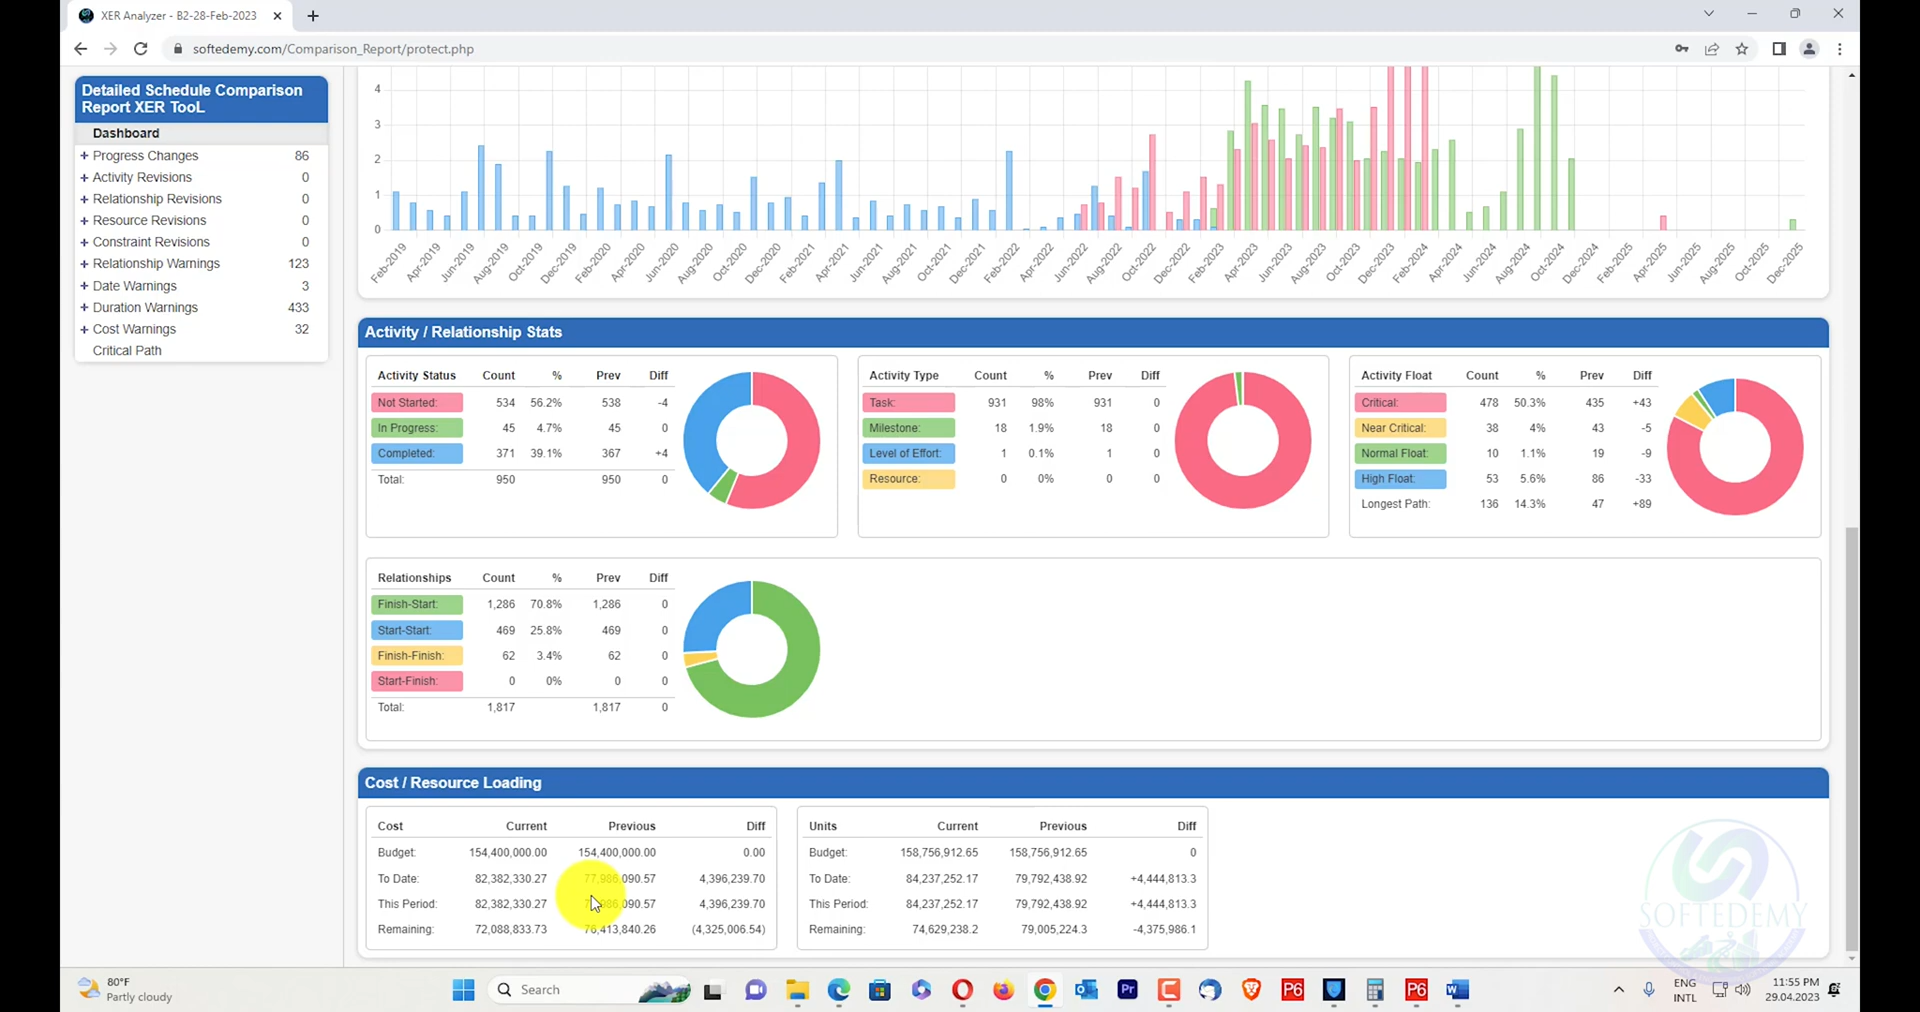 XER Analyzer - B2-28-Feb-2023
softedemy.com/Comparison_Report/protect.php
Detailed Schedule Comparison
Report XER TooL
Dashboard
+ Progress Changes 86
+ Activity Revisions 0
+ Relationship Revisions 0
+ Resource Revisions 0
+ Constraint Revisions 0
+ Relationship Warnings 123
+ Date Warnings 3
+ Duration Warnings 433
+ Cost Warnings 32
Critical Path
4
3
2
1
0
Feb-2019 Apr-2019 Jun-2019 Aug-2019 Oct-2019 Dec-2019 Feb-2020 Apr-2020 Jun-2020 Aug-2020 Oct-2020 Dec-2020 Feb-2021 Apr-2021 Jun-2021 Aug-2021 Oct-2021 Dec-2021 Feb-2022 Apr-2022 Jun-2022 Aug-2022 Oct-2022 Dec-2022 Feb-2023 Apr-2023 Jun-2023 Aug-2023 Oct-2023 Dec-2023 Feb-2024 Apr-2024 Jun-2024 Aug-2024 Oct-2024 Dec-2024 Feb-2025 Apr-2025 Jun-2025 Aug-2025 Oct-2025 Dec-2025
Activity / Relationship Stats
Activity Status Count % Prev Diff
Not Started: 534 56.2% 538 -4
In Progress: 45 4.7% 45 0
Completed: 371 39.1% 367 +4
Total: 950 950 0
Activity Type Count % Prev Diff
Task: 931 98% 931 0
Milestone: 18 1.9% 18 0
Level of Effort: 1 0.1% 1 0
Resource: 0 0% 0 0
Activity Float Count % Prev Diff
Critical: 478 50.3% 435 +43
Near Critical: 38 4% 43 -5
Normal Float: 10 1.1% 19 -9
High Float: 53 5.6% 86 -33
Longest Path: 136 14.3% 47 +89
Relationships Count % Prev Diff
Finish-Start: 1,286 70.8% 1,286 0
Start-Start: 469 25.8% 469 0
Finish-Finish: 62 3.4% 62 0
Start-Finish: 0 0% 0 0
Total: 1,817 1,817 0
Cost / Resource Loading
Cost Current Previous Diff
Budget: 154,400,000.00 154,400,000.00 0.00
To Date: 82,382,330.27 77,986,090.57 4,396,239.70
This Period: 82,382,330.27 4,396,239.70
Remaining: 72,088,833.73 76,413,840.26 (4,325,006.54)
Units Current Previous Diff
Budget: 158,756,912.65 158,756,912.65 0
To Date: 84,237,252.17 79,792,438.92 +4,444,813.3
This Period: 84,237,252.17 79,792,438.92 +4,444,813.3
Remaining: 74,629,238.2 79,005,224.3 -4,375,986.1
SOFTEDEMY
80°F
Partly cloudy
Search
Pr
P6
P6
W
ENG
INTL
11:55 PM
29.04.2023